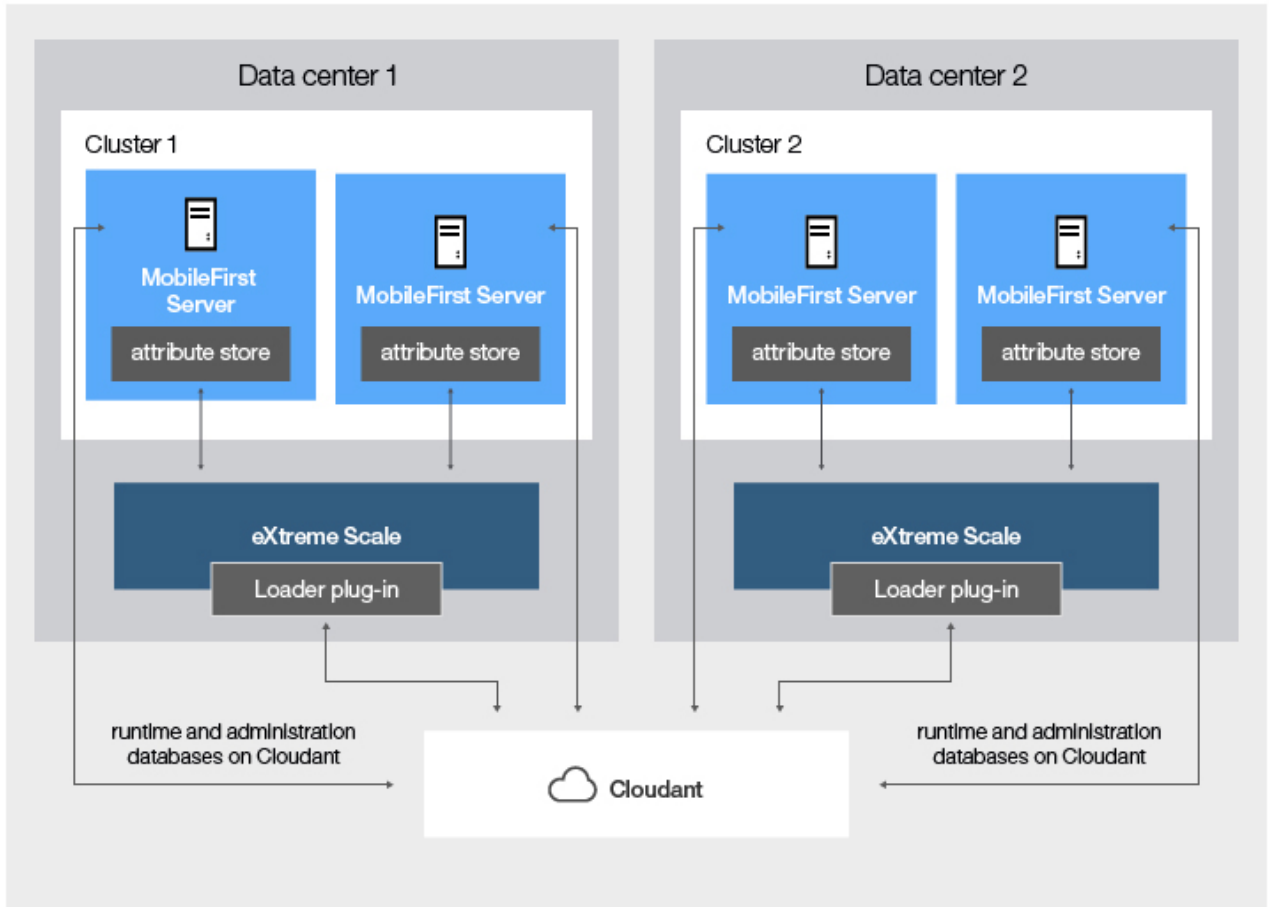 Data center 1
Cluster 1
MobileFirst
Server
attribute store
MobileFirst Server
attribute store
eXtreme Scale
Loader plug-in
Data center 2
Cluster 2
MobileFirst Server
attribute store
MobileFirst Server
attribute store
eXtreme Scale
Loader plug-in
runtime and administration
databases on Cloudant
Cloudant
runtime and administration
databases on Cloudant